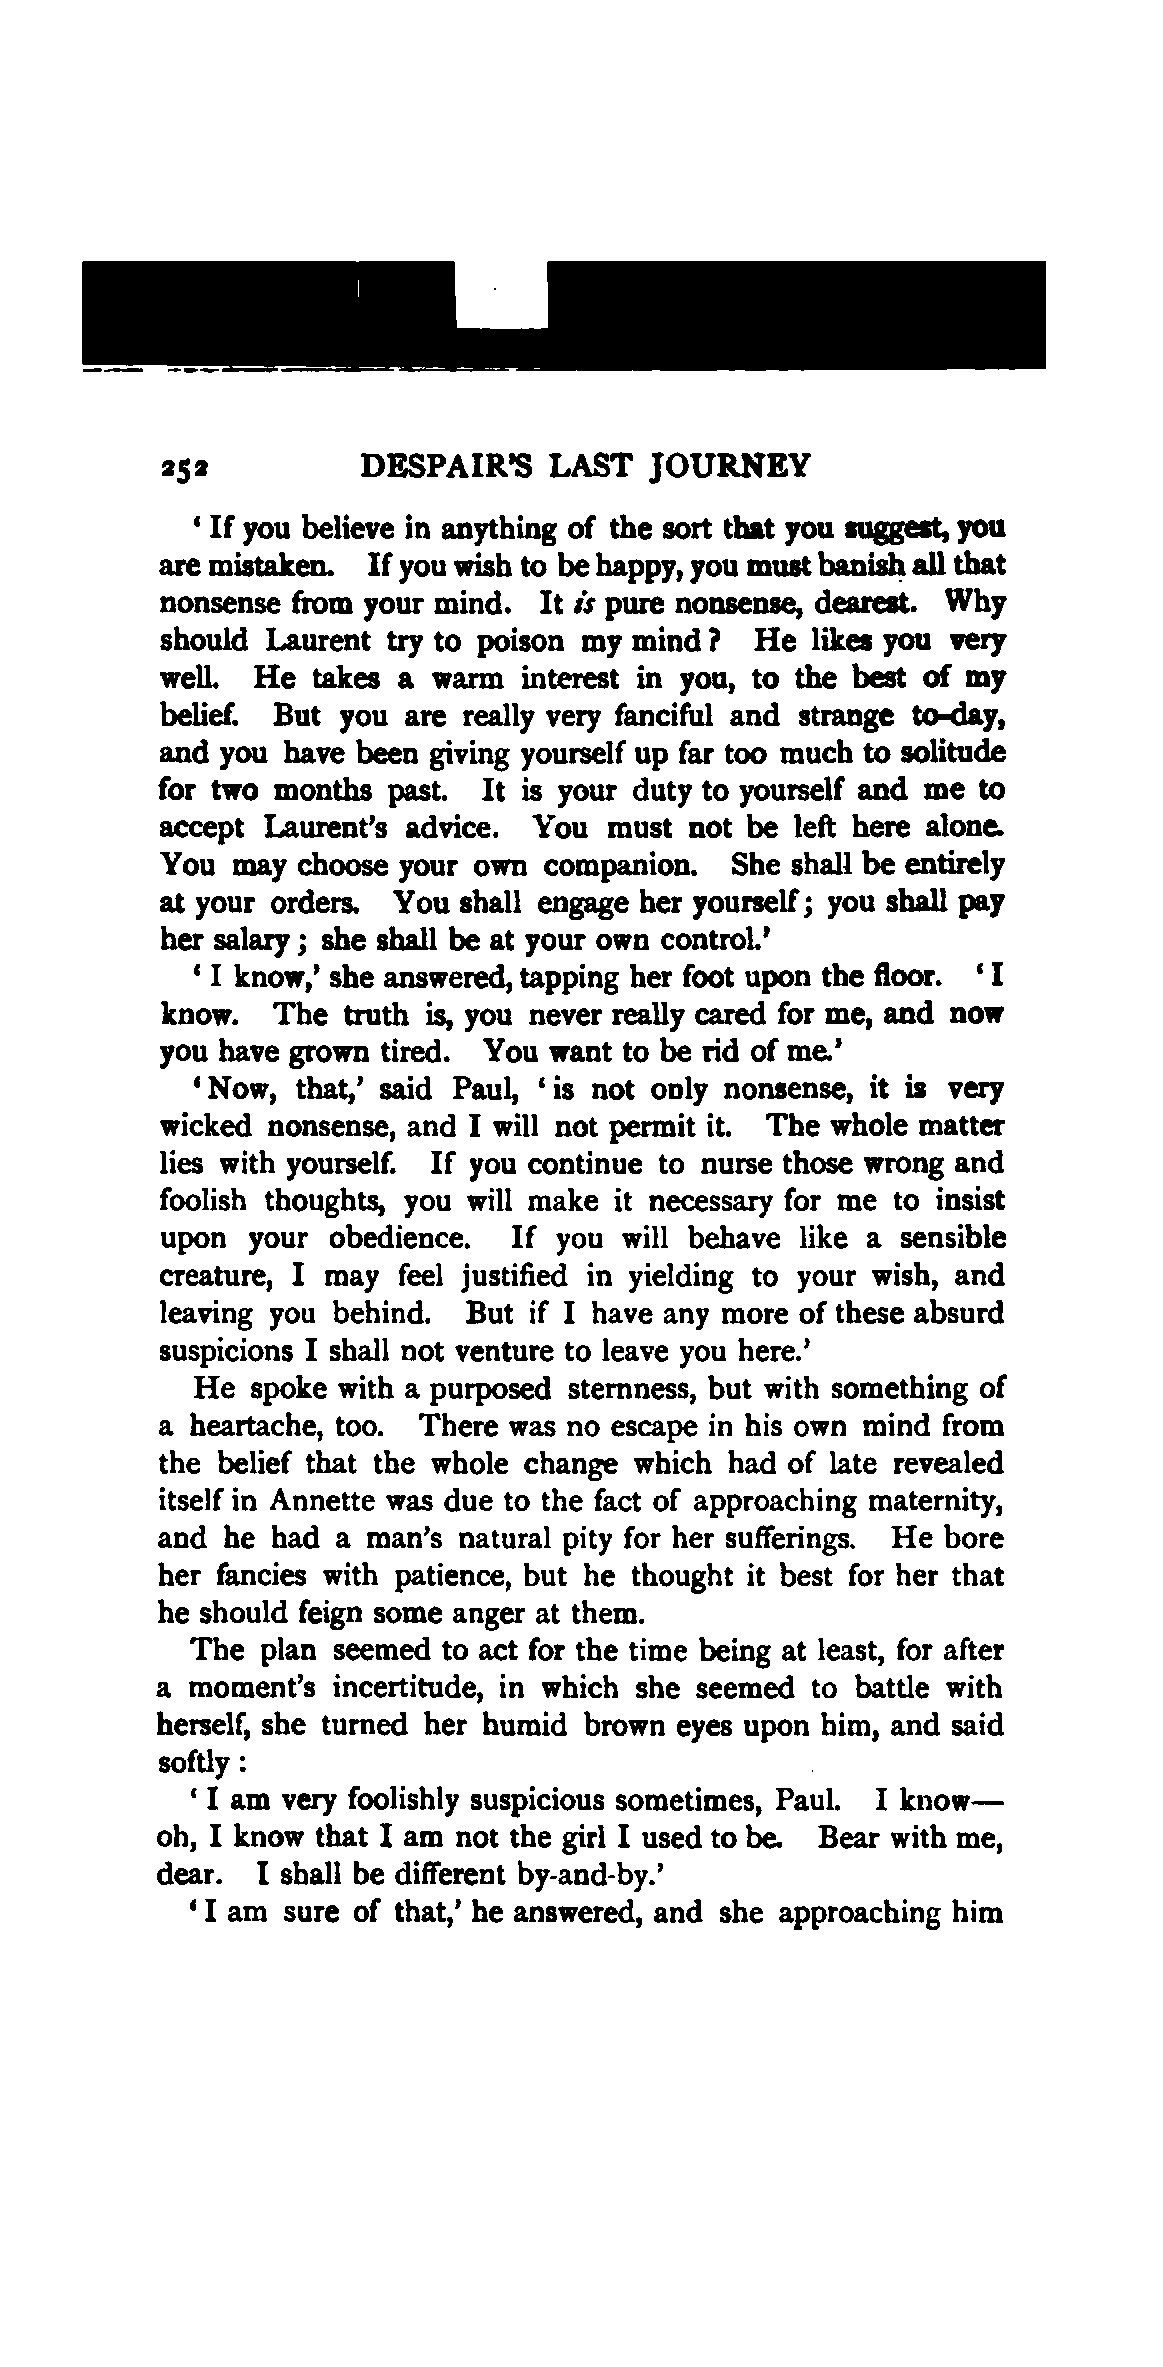 252 DESPAIR'S LAST JOURNEY
‘ If you believe in anything of the sort that you suggest, you
are mistaken. If you wish to be happy, you must banish all that
nonsense from your mind. It is pure nonsense, dearest. Why
should Laurent try to poison my mind ? He likes you very
well. He takes a warm interest in you, to the best of my
belief. But you are really very fanciful and strange to-day,
and you have been giving yourself up far too much to solitude
for two months past. It is your duty to yourself and me to
accept Laurent's advice. You must not be left here alone.
You may choose your own companion. She shall be entirely
at your orders. You shall engage her yourself ; you shall pay
her salary ; she shall be at your own control.’
‘ I know,’ she answered, tapping her foot upon the floor. ‘ I
know. The truth is, you never really cared for me, and now
you have grown tired. You want to be rid of me.’
‘ Now, that,’ said Paul, ‘ is not only nonsense, it is very
wicked nonsense, and I will not permit it. The whole matter
lies with yourself. If you continue to nurse those wrong and
foolish thoughts, you will make it necessary for me to insist
upon your obedience. If you will behave like a sensible
creature, I may feel justified in yielding to your wish, and
leaving you behind. But if I have any more of these absurd
suspicions I shall not venture to leave you here.’
He spoke with a purposed sternness, but with something of
a heartache, too. There was no escape in his own mind from
the belief that the whole change which had of late revealed
itself in Annette was due to the fact of approaching maternity,
and he had a man's natural pity for her sufferings. He bore
her fancies with patience, but he thought it best for her that
he should feign some anger at them.
The plan seemed to act for the time being at least, for after
a moment's incertitude, in which she seemed to battle with
herself, she turned her humid brown eyes upon him, and said
softly :
‘ I am very foolishly suspicious sometimes, Paul. I know—
oh, I know that I am not the girl I used to be. Bear with me,
dear. I shall be different by-and-by.’
‘ I am sure of that,’ he answered, and she approaching him